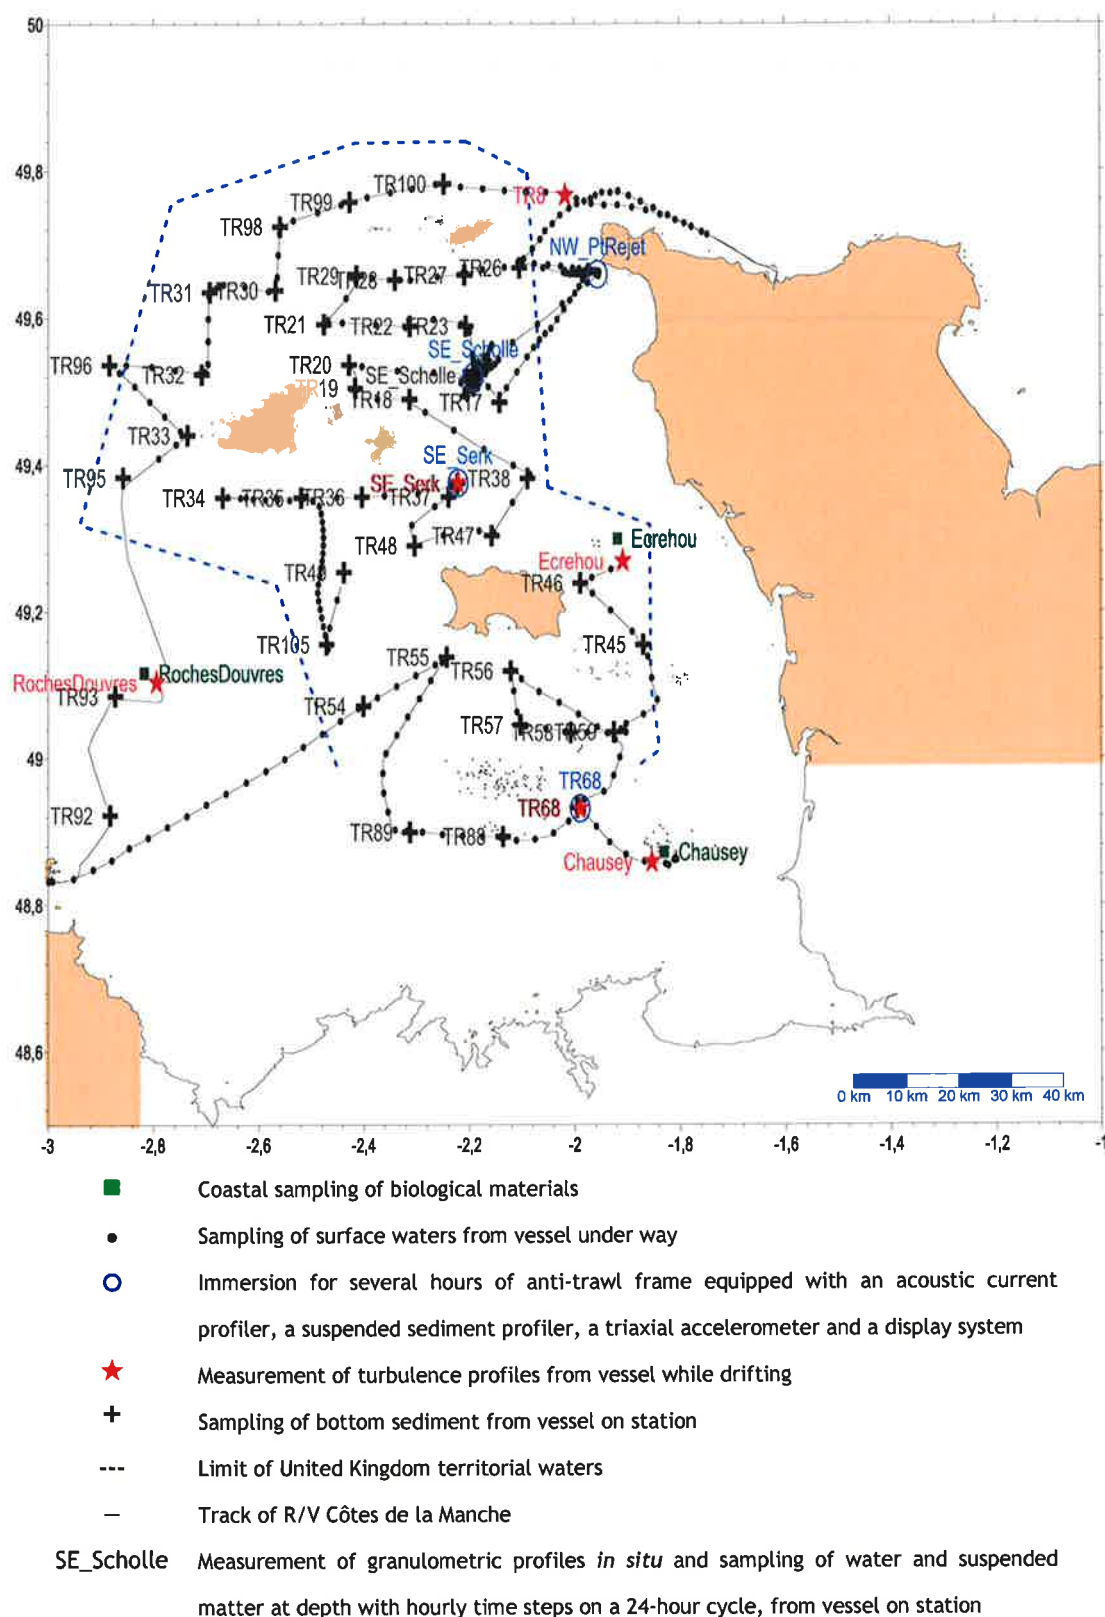 50
49,8
TR100
TR99
TR8
TR98
NW_PtRejet
49,6
TR31
TR30
TR29
TR28
TR27
TR26
TR21
TR22
TR23
SE_Scholle
TR96
TR32
TR20
SE_Scholle
TR19
TR18
TR17
TR33
49,4
TR95
SE_Serk
SE_Serk
TR38
TR34
TR35
TR36
TR37
TR48
TR47
Ecrehou
Ecrehou
TR46
49,2
TR105
TR45
TR55
TR56
RochesDouvres
RochesDouvres
TR93
TR54
TR57
TR58
TR59
49
TR68
TR68
TR92
TR89
TR88
Chausey
Chausey
48,8
48,6
0 km 10 km 20 km 30 km 40 km
-3 -2,8 -2,6 -2,4 -2,2 -2 -1,8 -1,6 -1,4 -1,2 -1
Coastal sampling of biological materials
Sampling of surface waters from vessel under way
Immersion for several hours of anti-trawl frame equipped with an acoustic current
profiler, a suspended sediment profiler, a triaxial accelerometer and a display system
Measurement of turbulence profiles from vessel while drifting
Sampling of bottom sediment from vessel on station
Limit of United Kingdom territorial waters
Track of R/V Côtes de la Manche
SE_Scholle Measurement of granulometric profiles in situ and sampling of water and suspended
matter at depth with hourly time steps on a 24-hour cycle, from vessel on station